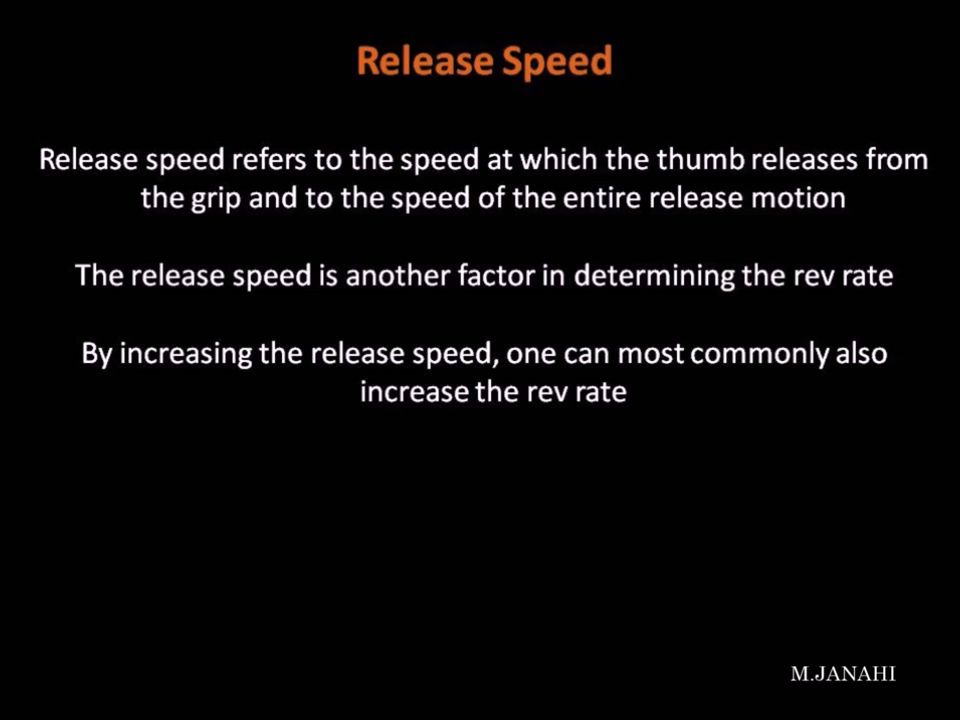 Release Speed
Release speed refers to the speed at which the thumb releases from
the grip and to the speed of the entire release motion
The release speed is another factor in determining the rev rate
By increasing the release speed, one can most commonly also
increase the rev rate
M.JANAHI